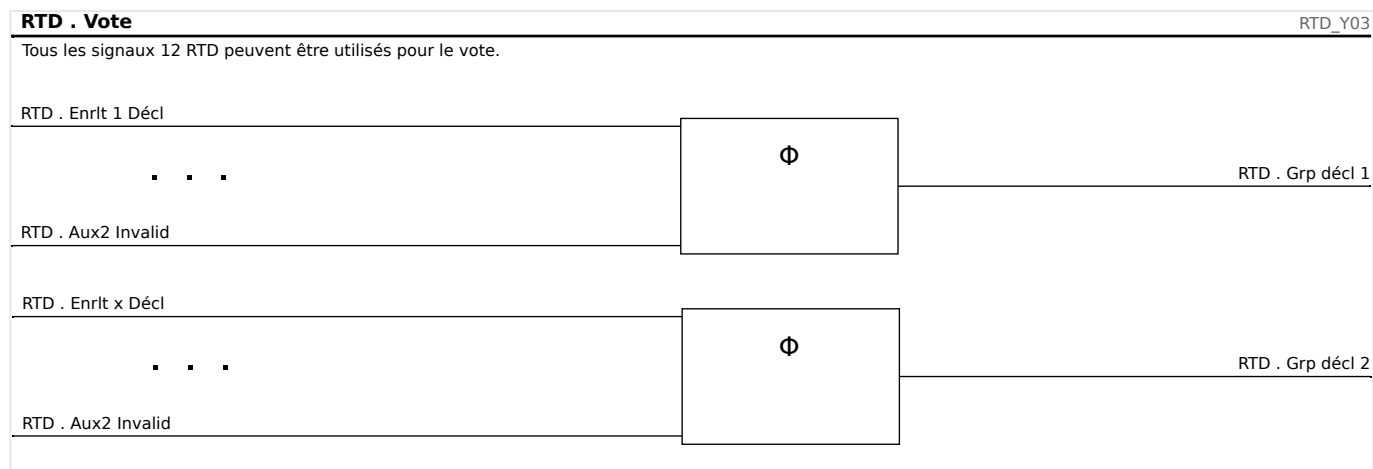 RTD . Vote
RTD_Y03
Tous les signaux 12 RTD peuvent être utilisés pour le vote.
RTD . Enrlt 1 Décl
Φ
. . .
RTD . Grp décl 1
RTD . Aux2 Invalid
RTD . Enrlt x Décl
Φ
. . .
RTD . Grp décl 2
RTD . Aux2 Invalid